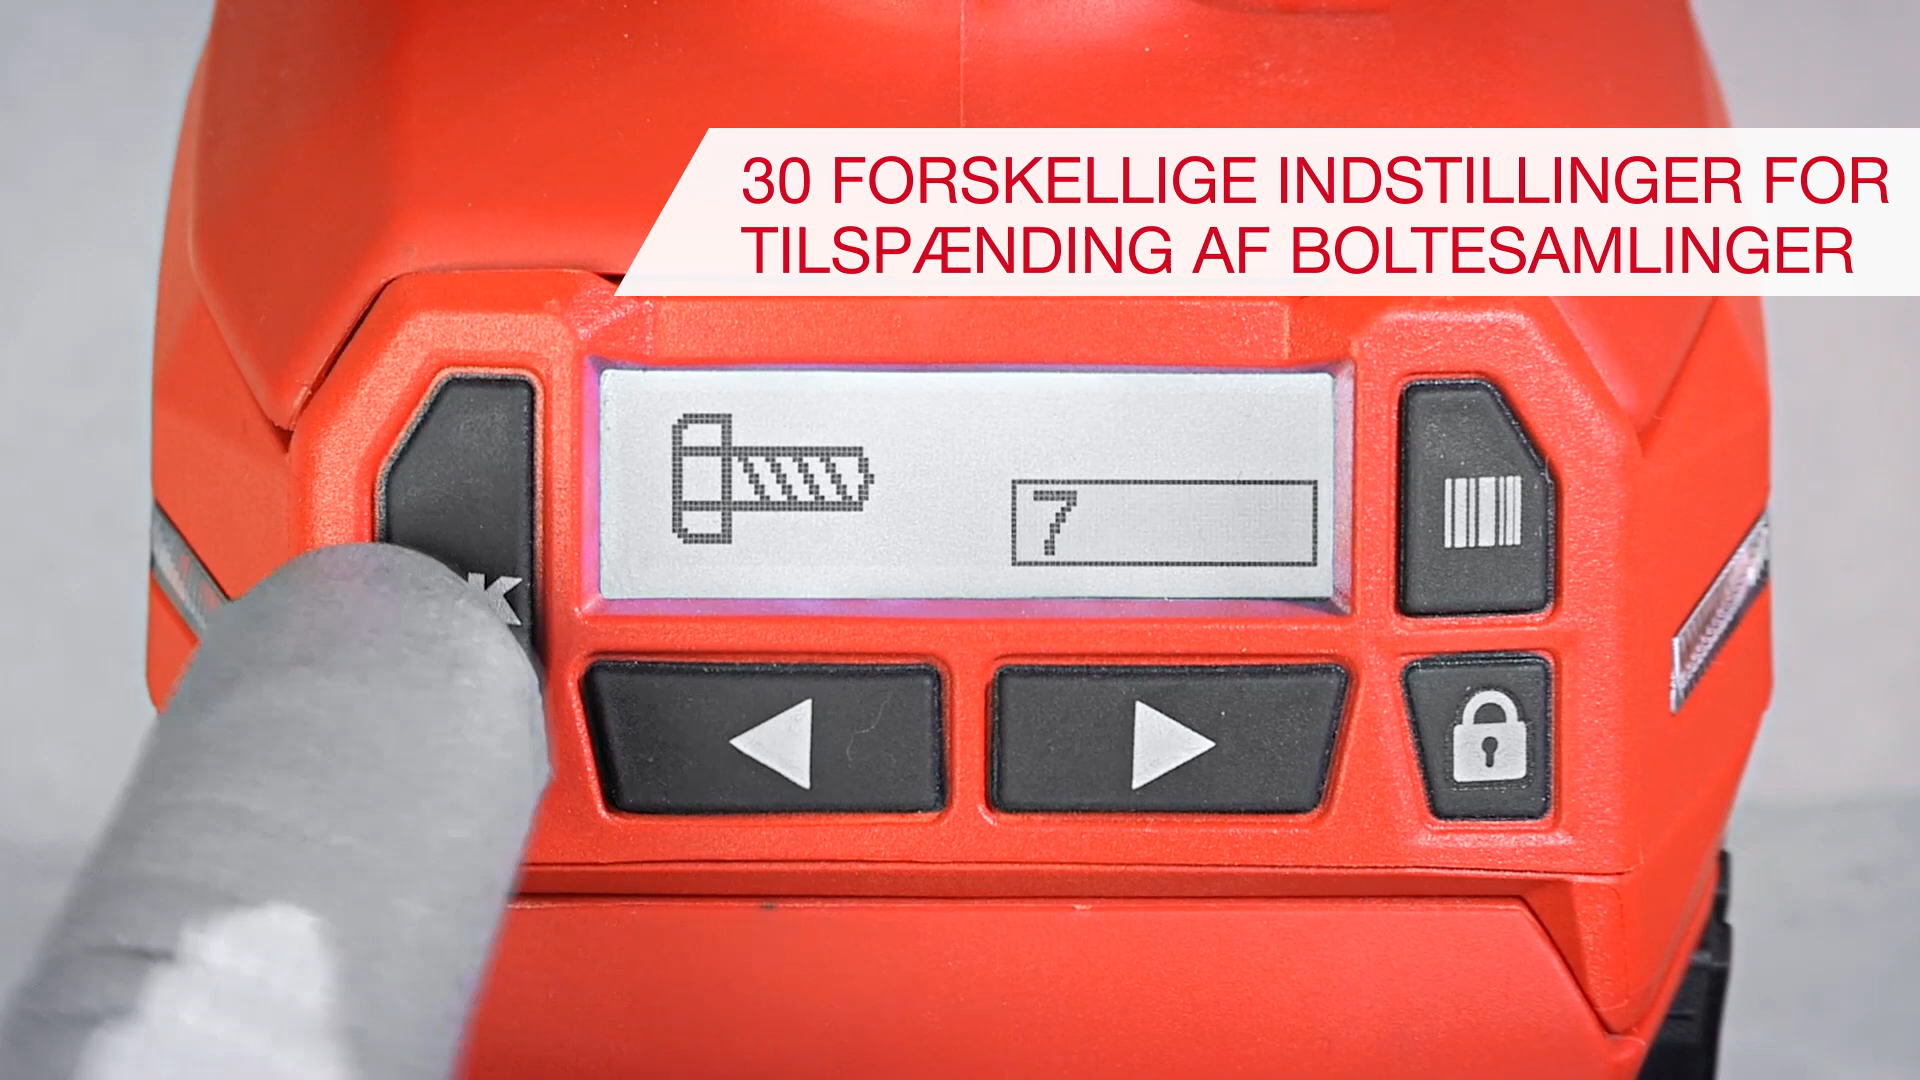 30 FORSKELLIGE INDSTILLINGER FOR
TILSPÆNDING AF BOLTESAMLINGER
7
K